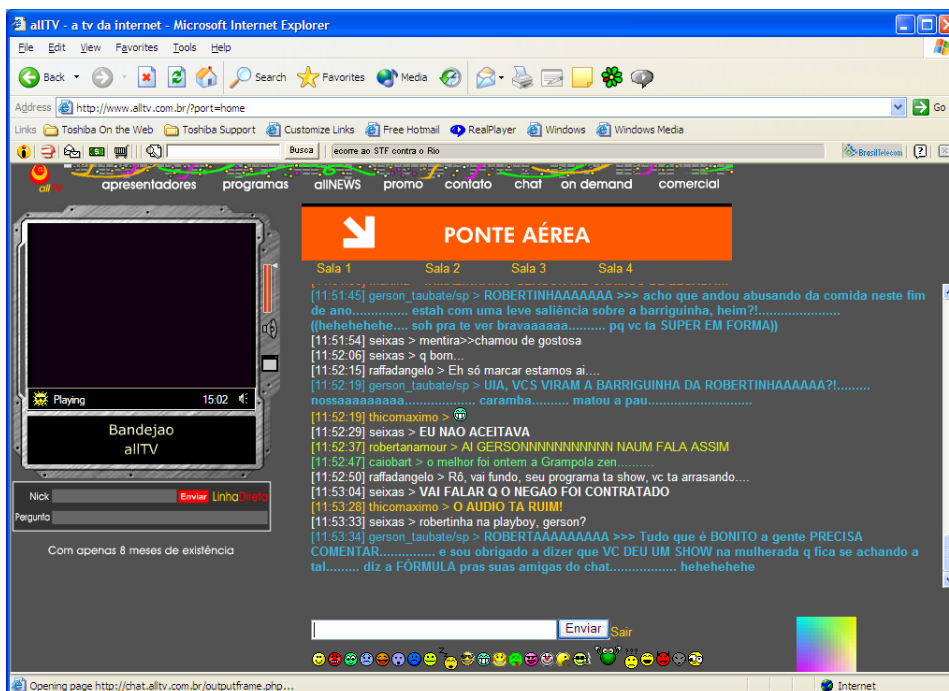 allTV - a tv da internet - Microsoft Internet Explorer
File Edit View Favorites Tools Help
Back Search Favorites Media
Address http://www.alltv.com.br/?port=home Go
Links Toshiba On the Web Toshiba Support Customize Links Free Hotmail RealPlayer Windows Windows Media
Busca ecorre ao STF contra o Rio BrasilTelecom
allTV apresentadores programas allNEWS promo contato chat on demand comercial
PONTE AÉREA
Sala 1 Sala 2 Sala 3 Sala 4
[11:51:45] gerson_taubate/sp > ROBERTINHAAAAAAA >>> acho que andou abusando da comida neste fim
de ano............... estah com uma leve saliência sobre a barriguinha, heim?!.....................
((hehehehehe.... soh pra te ver bravaaaaaa.......... pq vc ta SUPER EM FORMA))
[11:51:54] seixas > mentira>>chamou de gostosa
[11:52:06] seixas > q bom...
[11:52:15] raffadangelo > Eh só marcar estamos ai....
[11:52:19] gerson_taubate/sp > UIA, VCS VIRAM A BARRIGUINHA DA ROBERTINHAAAAAA?!.........
nossaaaaaaaaa.................. caramba.......... matou a pau..........................
[11:52:19] thicomaximo >
[11:52:29] seixas > EU NAO ACEITAVA
[11:52:37] robertanamour > AI GERSONNNNNNNNNNN NAUM FALA ASSIM
[11:52:47] caiobart > o melhor foi ontem a Grampola zen..........
[11:52:50] raffadangelo > Rô, vai fundo, seu programa ta show, vc ta arrasando....
[11:53:04] seixas > VAI FALAR Q O NEGAO FOI CONTRATADO
[11:53:28] thicomaximo > O AUDIO TA RUIM!
[11:53:33] seixas > robertinha na playboy, gerson?
[11:53:34] gerson_taubate/sp > ROBERTAAAAAAAAA >>> Tudo que é BONITO a gente PRECISA
COMENTAR............... e sou obrigado a dizer que VC DEU UM SHOW na mulherada q fica se achando a
tal......... diz a FÓRMULA pras suas amigas do chat.................. hehehehehe
Enviar Sair
Playing 15:02
Bandejao
allTV
Nick Enviar LinhaDireta
Pergunta
Com apenas 8 meses de existência
Opening page http://chat.alltv.com.br/outputframe.php... Internet